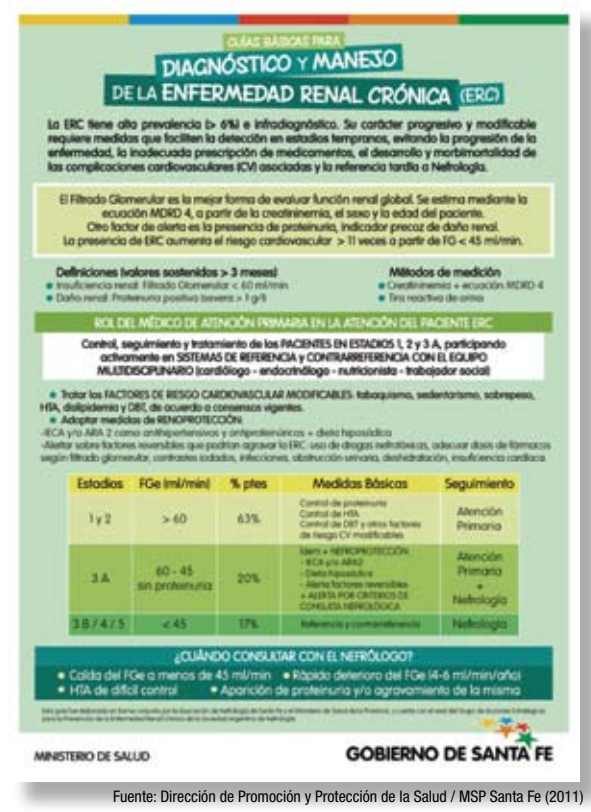 GUÍAS BÁSICAS PARA
DIAGNÓSTICO Y MANEJO
DE LA ENFERMEDAD RENAL CRÓNICA (ERC)
La ERC tiene alta prevalencia (> 6%) e infradiagnóstico. Su carácter progresivo y modificable
requiere medidas que faciliten la detección en estadios tempranos, evitando la progresión de la
enfermedad, la inadecuada prescripción de medicamentos, el desarrollo y morbimortalidad de
las complicaciones cardiovasculares (CV) asociadas y la referencia tardía a Nefrología.
El Filtrado Glomerular es la mejor forma de evaluar función renal global. Se estima mediante la
ecuación MDRD 4, a partir de la creatininemia, el sexo y la edad del paciente.
Otro factor de alerta es la presencia de proteinuria, indicador precoz de daño renal.
La presencia de ERC aumenta el riesgo cardiovascular > 11 veces a partir de FG < 45 ml/min.
Definiciones (valores sostenidos > 3 meses)
Insuficiencia renal: Filtrado Glomerular < 60 ml/min
Daño renal: Proteinuria positiva (severa > 1 g/l)
Métodos de medición
Creatininemia + ecuación MDRD 4
Tira reactiva de orina
ROL DEL MÉDICO DE ATENCIÓN PRIMARIA EN LA ATENCIÓN DEL PACIENTE ERC
Control, seguimiento y tratamiento de los PACIENTES EN ESTADIOS 1, 2 y 3 A, participando
activamente en SISTEMAS DE REFERENCIA y CONTRARREFERENCIA CON EL EQUIPO
MULTIDISCIPLINARIO (cardiólogo - endocrinólogo - nutricionista - trabajador social)
Tratar los FACTORES DE RIESGO CARDIOVASCULAR MODIFICABLES: tabaquismo, sedentarismo, sobrepeso,
HTA, dislipidemia y DBT, de acuerdo a consensos vigentes.
Adoptar medidas de RENOPROTECCIÓN:
-IECA y/o ARA 2 como antihipertensivos y antiproteinúricos + dieta hiposódica
-Alertar sobre factores reversibles que podrían agravar la ERC: uso de drogas nefrotóxicas, adecuar dosis de fármacos
según filtrado glomerular, contrastes iodados, infecciones, obstrucción urinaria, deshidratación, insuficiencia cardíaca.
Estadios FGe (ml/min) % ptes Medidas Básicas Seguimiento
1 y 2 > 60 63% Control de proteinuria
Control de HTA
Control de DBT y otros factores
de riesgo CV modificables
Atención
Primaria
3 A 60 - 45
sin proteinuria 20%
Idem + NEFROPROTECCIÓN:
- IECA y/o ARA2
- Dieta hiposódica
- Alerta factores reversibles
+ ALERTA POR CRITERIOS DE
CONSULTA NEFROLÓGICA
Atención
Primaria
+
Nefrología
3 B / 4 / 5 < 45 17% Referencia y contrarreferencia Nefrología
¿CUÁNDO CONSULTAR CON EL NEFRÓLOGO?
Caída del FGe a menos de 45 ml/min Rápido deterioro del FGe (4-6 ml/min/año)
HTA de difícil control Aparición de proteinuria y/o agravamiento de la misma
MINISTERIO DE SALUD
GOBIERNO DE SANTA FE
Fuente: Dirección de Promoción y Protección de la Salud / MSP Santa Fe (2011)